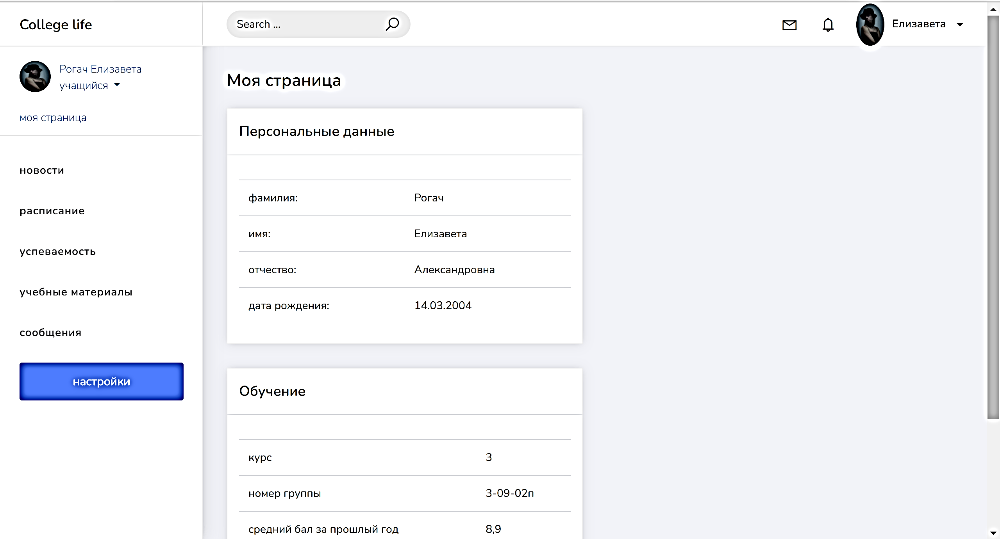 College life
Search ...
Елизавета
Рогач Елизавета
учащийся
моя страница
новости
расписание
успеваемость
учебные материалы
сообщения
настройки
Моя страница
Персональные данные
фамилия: Рогач
имя: Елизавета
отчество: Александровна
дата рождения: 14.03.2004
Обучение
курс 3
номер группы 3-09-02п
средний бал за прошлый год 8,9